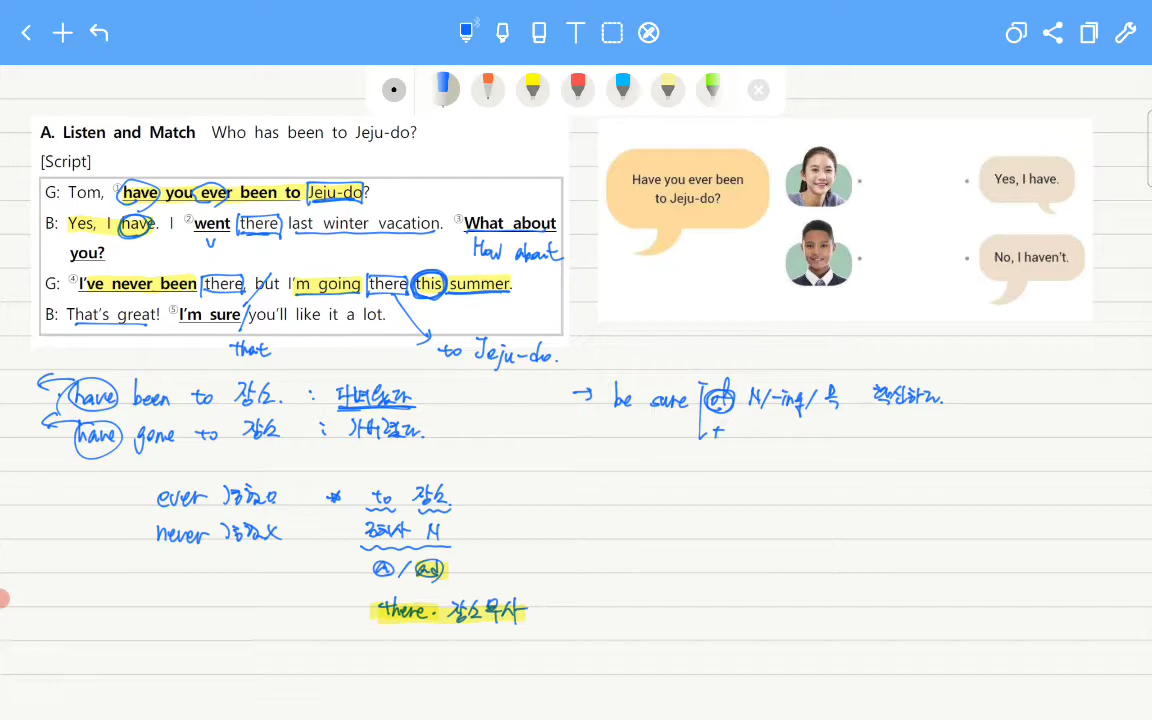 A. Listen and Match Who has been to Jeju-do?
[Script]
G: Tom, ①have you ever been to Jeju-do?
B: Yes, I have. I ②went there last winter vacation. ③What about
you?
How about
G: ④I've never been there, but I'm going there this summer.
B: That's great! ⑤I'm sure you'll like it a lot.
that
to Jeju-do.
Have you ever been
to Jeju-do?
Yes, I have.
No, I haven't.
have been to 장소. : 다녀왔다
have gone to 장소 : 가버렸다.
ever 경험o
never 경험x
* to 장소.
전치사 N
ⓐ / ad
there. 장소부사
→ be sure of N/-ing/ 목 확신하다.